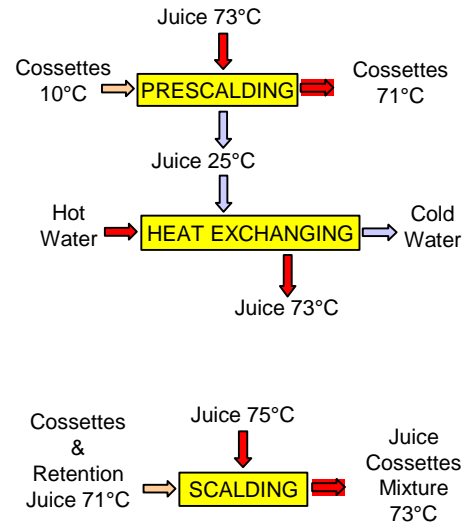 Juice 73°C
Cossettes
10°C
PRESCALDING
Cossettes
71°C
Juice 25°C
Hot
Water
HEAT EXCHANGING
Cold
Water
Juice 73°C
Cossettes
&
Retention
Juice 71°C
Juice 75°C
SCALDING
Juice
Cossettes
Mixture
73°C